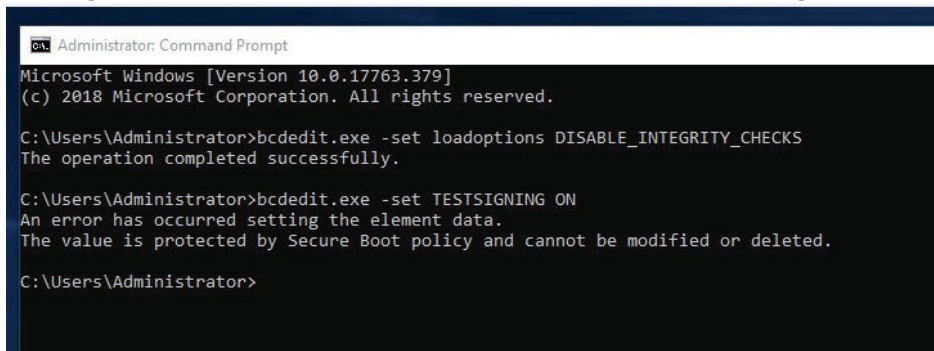 Administrator: Command Prompt
Microsoft Windows [Version 10.0.17763.379]
(c) 2018 Microsoft Corporation. All rights reserved.
C:\Users\Administrator>bcdedit.exe -set loadoptions DISABLE_INTEGRITY_CHECKS
The operation completed successfully.
C:\Users\Administrator>bcdedit.exe -set TESTSIGNING ON
An error has occurred setting the element data.
The value is protected by Secure Boot policy and cannot be modified or deleted.
C:\Users\Administrator>